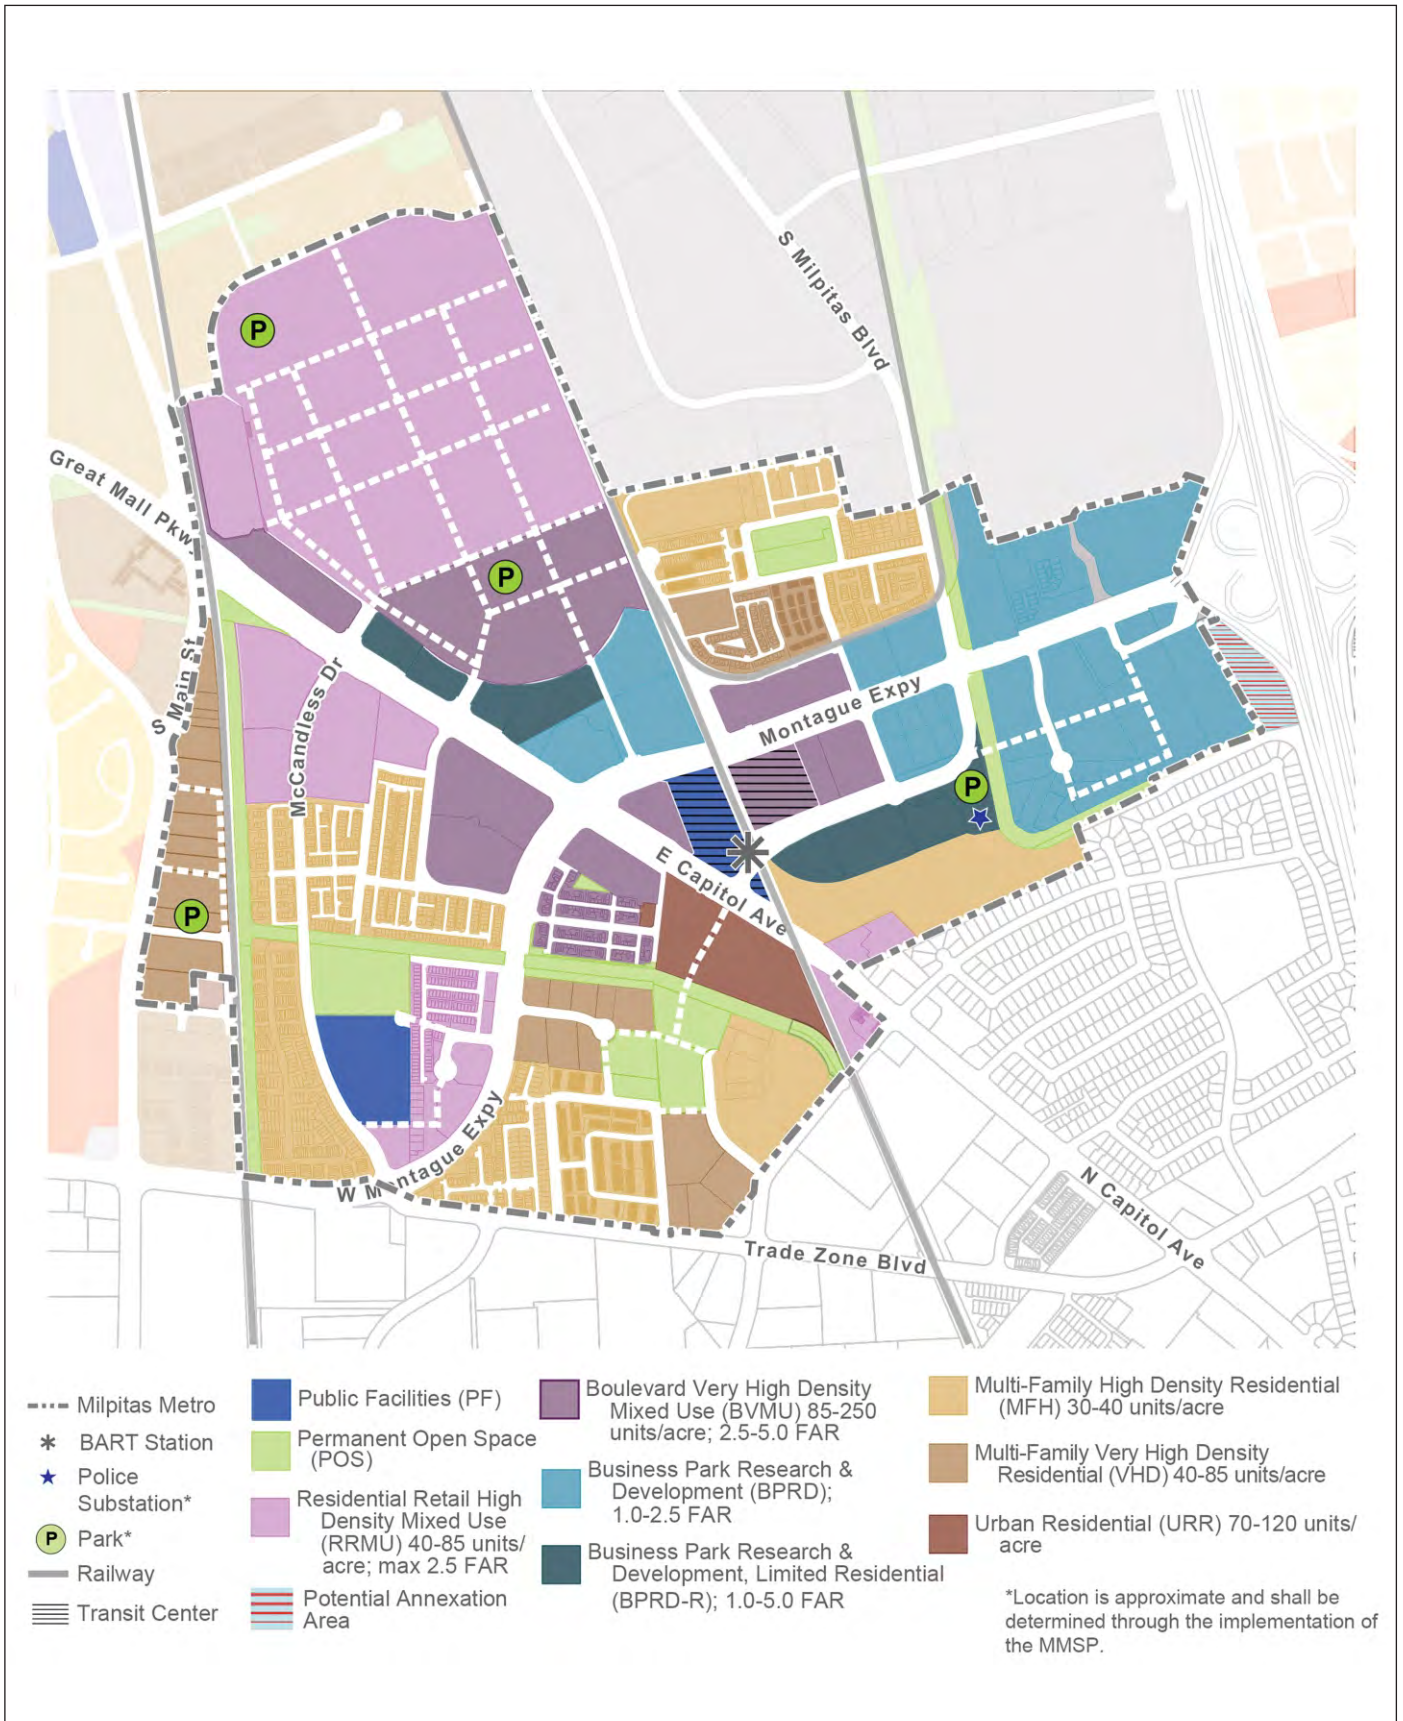 S Milpitas Blvd
P
Great Mall Pkwy
P
S Main St
McCandless Dr
Montague Expy
P
E Capitol Ave
P
W Montague Expy
N Capitol Ave
Trade Zone Blvd
Milpitas Metro
BART Station
Police
Substation*
P Park*
Railway
Transit Center
Public Facilities (PF)
Permanent Open Space
(POS)
Residential Retail High
Density Mixed Use
(RRMU) 40-85 units/
acre; max 2.5 FAR
Potential Annexation
Area
Boulevard Very High Density
Mixed Use (BVMU) 85-250
units/acre; 2.5-5.0 FAR
Business Park Research &
Development (BPRD);
1.0-2.5 FAR
Business Park Research &
Development, Limited Residential
(BPRD-R); 1.0-5.0 FAR
Multi-Family High Density Residential
(MFH) 30-40 units/acre
Multi-Family Very High Density
Residential (VHD) 40-85 units/acre
Urban Residential (URR) 70-120 units/
acre
*Location is approximate and shall be
determined through the implementation of
the MMSP.